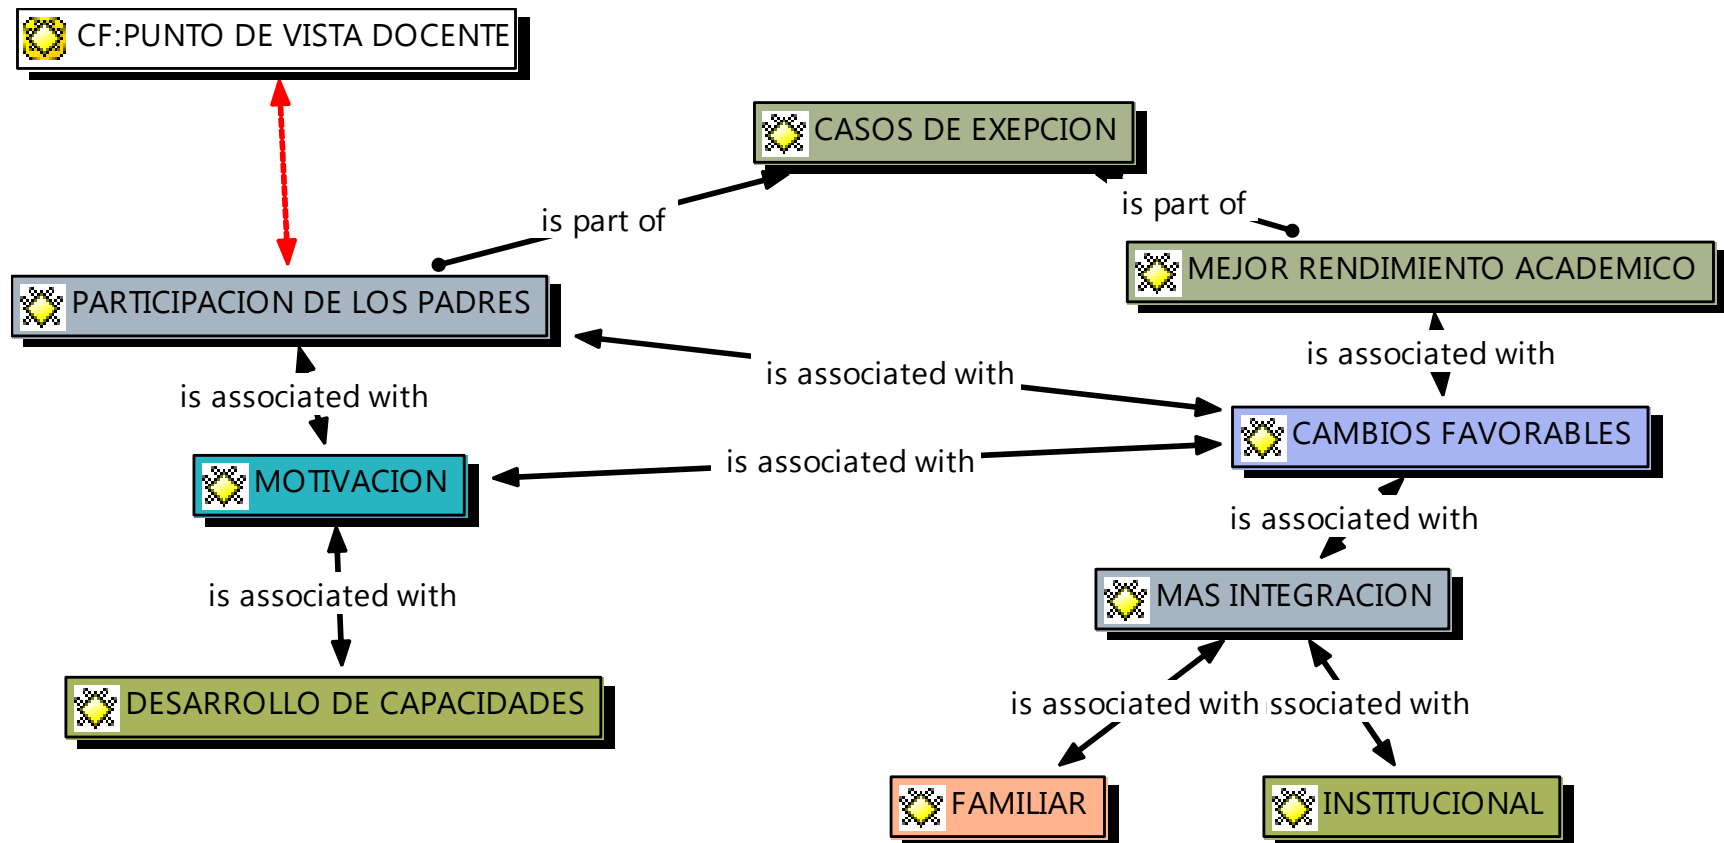 CF:PUNTO DE VISTA DOCENTE
CASOS DE EXEPCION
is part of
is part of
MEJOR RENDIMIENTO ACADEMICO
PARTICIPACION DE LOS PADRES
is associated with
is associated with
is associated with
CAMBIOS FAVORABLES
is associated with
MOTIVACION
is associated with
MAS INTEGRACION
is associated with
is associated with
ssociated with
DESARROLLO DE CAPACIDADES
FAMILIAR
INSTITUCIONAL